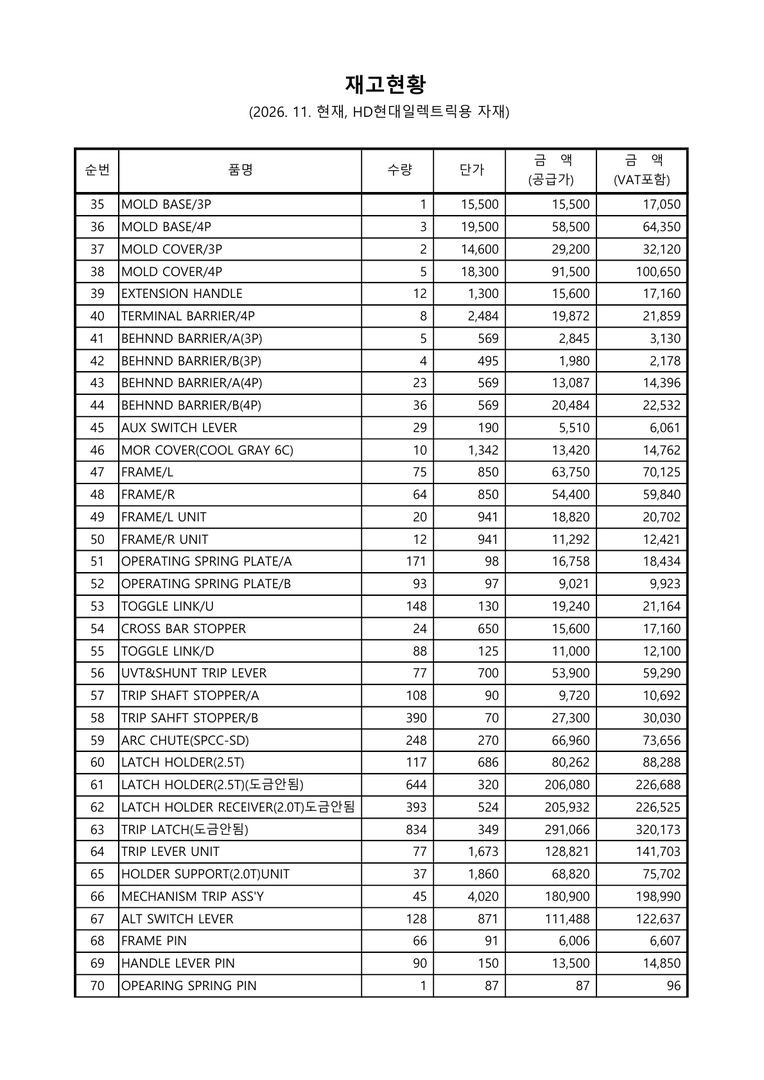 재고현황
(2026. 11. 현재, HD현대일렉트릭용 자재)
순번 품명 수량 단가 금 액 (공급가) 금 액 (VAT포함)
35 MOLD BASE/3P 1 15,500 15,500 17,050
36 MOLD BASE/4P 3 19,500 58,500 64,350
37 MOLD COVER/3P 2 14,600 29,200 32,120
38 MOLD COVER/4P 5 18,300 91,500 100,650
39 EXTENSION HANDLE 12 1,300 15,600 17,160
40 TERMINAL BARRIER/4P 8 2,484 19,872 21,859
41 BEHNND BARRIER/A(3P) 5 569 2,845 3,130
42 BEHNND BARRIER/B(3P) 4 495 1,980 2,178
43 BEHNND BARRIER/A(4P) 23 569 13,087 14,396
44 BEHNND BARRIER/B(4P) 36 569 20,484 22,532
45 AUX SWITCH LEVER 29 190 5,510 6,061
46 MOR COVER(COOL GRAY 6C) 10 1,342 13,420 14,762
47 FRAME/L 75 850 63,750 70,125
48 FRAME/R 64 850 54,400 59,840
49 FRAME/L UNIT 20 941 18,820 20,702
50 FRAME/R UNIT 12 941 11,292 12,421
51 OPERATING SPRING PLATE/A 171 98 16,758 18,434
52 OPERATING SPRING PLATE/B 93 97 9,021 9,923
53 TOGGLE LINK/U 148 130 19,240 21,164
54 CROSS BAR STOPPER 24 650 15,600 17,160
55 TOGGLE LINK/D 88 125 11,000 12,100
56 UVT&SHUNT TRIP LEVER 77 700 53,900 59,290
57 TRIP SHAFT STOPPER/A 108 90 9,720 10,692
58 TRIP SAHFT STOPPER/B 390 70 27,300 30,030
59 ARC CHUTE(SPCC-SD) 248 270 66,960 73,656
60 LATCH HOLDER(2.5T) 117 686 80,262 88,288
61 LATCH HOLDER(2.5T)(도금안됨) 644 320 206,080 226,688
62 LATCH HOLDER RECEIVER(2.0T)도금안됨 393 524 205,932 226,525
63 TRIP LATCH(도금안됨) 834 349 291,066 320,173
64 TRIP LEVER UNIT 77 1,673 128,821 141,703
65 HOLDER SUPPORT(2.0T)UNIT 37 1,860 68,820 75,702
66 MECHANISM TRIP ASS'Y 45 4,020 180,900 198,990
67 ALT SWITCH LEVER 128 871 111,488 122,637
68 FRAME PIN 66 91 6,006 6,607
69 HANDLE LEVER PIN 90 150 13,500 14,850
70 OPEARING SPRING PIN 1 87 87 96